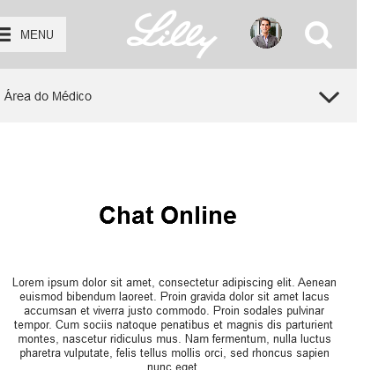 MENU
Lilly
Área do Médico
Chat Online
Lorem ipsum dolor sit amet, consectetur adipiscing elit. Aenean
euismod bibendum laoreet. Proin gravida dolor sit amet lacus
accumsan et viverra justo commodo. Proin sodales pulvinar
tempor. Cum sociis natoque penatibus et magnis dis parturient
montes, nascetur ridiculus mus. Nam fermentum, nulla luctus
pharetra vulputate, felis tellus mollis orci, sed rhoncus sapien
nunc eget.